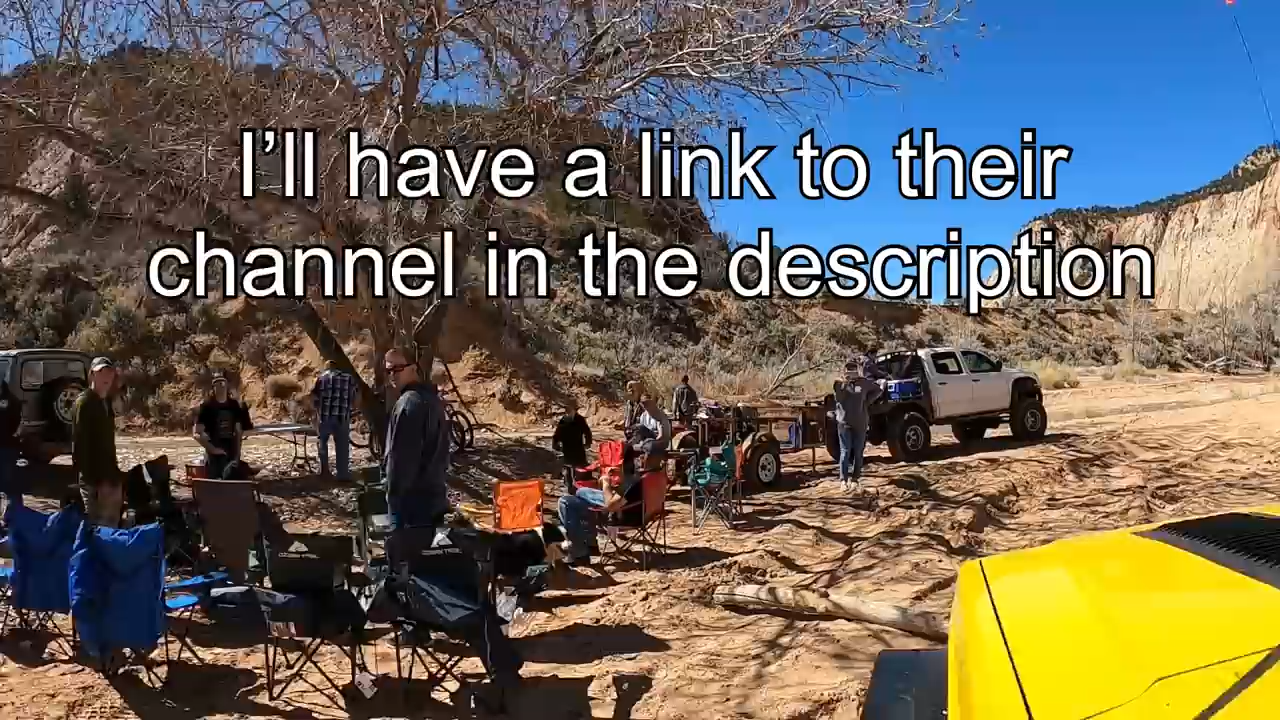 I’ll have a link to their
channel in the description